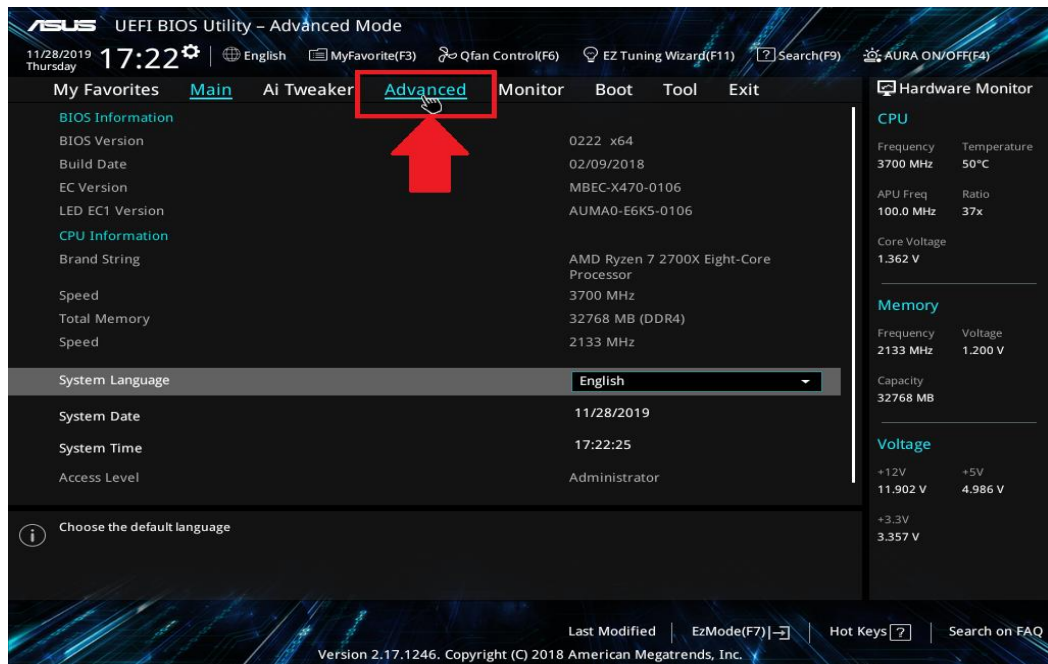 ASUS UEFI BIOS Utility – Advanced Mode
11/28/2019 Thursday 17:22 English MyFavorite(F3) Qfan Control(F6) EZ Tuning Wizard(F11) Search(F9) AURA ON/OFF(F4)
My Favorites Main Ai Tweaker Advanced Monitor Boot Tool Exit
BIOS Information
BIOS Version 0222 x64
Build Date 02/09/2018
EC Version MBEC-X470-0106
LED EC1 Version AUMA0-E6K5-0106
CPU Information
Brand String AMD Ryzen 7 2700X Eight-Core
Processor
Speed 3700 MHz
Total Memory 32768 MB (DDR4)
Speed 2133 MHz
System Language English
System Date 11/28/2019
System Time 17:22:25
Access Level Administrator
Choose the default language
Hardware Monitor
CPU
Frequency Temperature
3700 MHz 50°C
APU Freq Ratio
100.0 MHz 37x
Core Voltage
1.362 V
Memory
Frequency Voltage
2133 MHz 1.200 V
Capacity
32768 MB
Voltage
+12V +5V
11.902 V 4.986 V
+3.3V
3.357 V
Last Modified EzMode(F7) Hot Keys ? Search on FAQ
Version 2.17.1246. Copyright (C) 2018 American Megatrends, Inc.